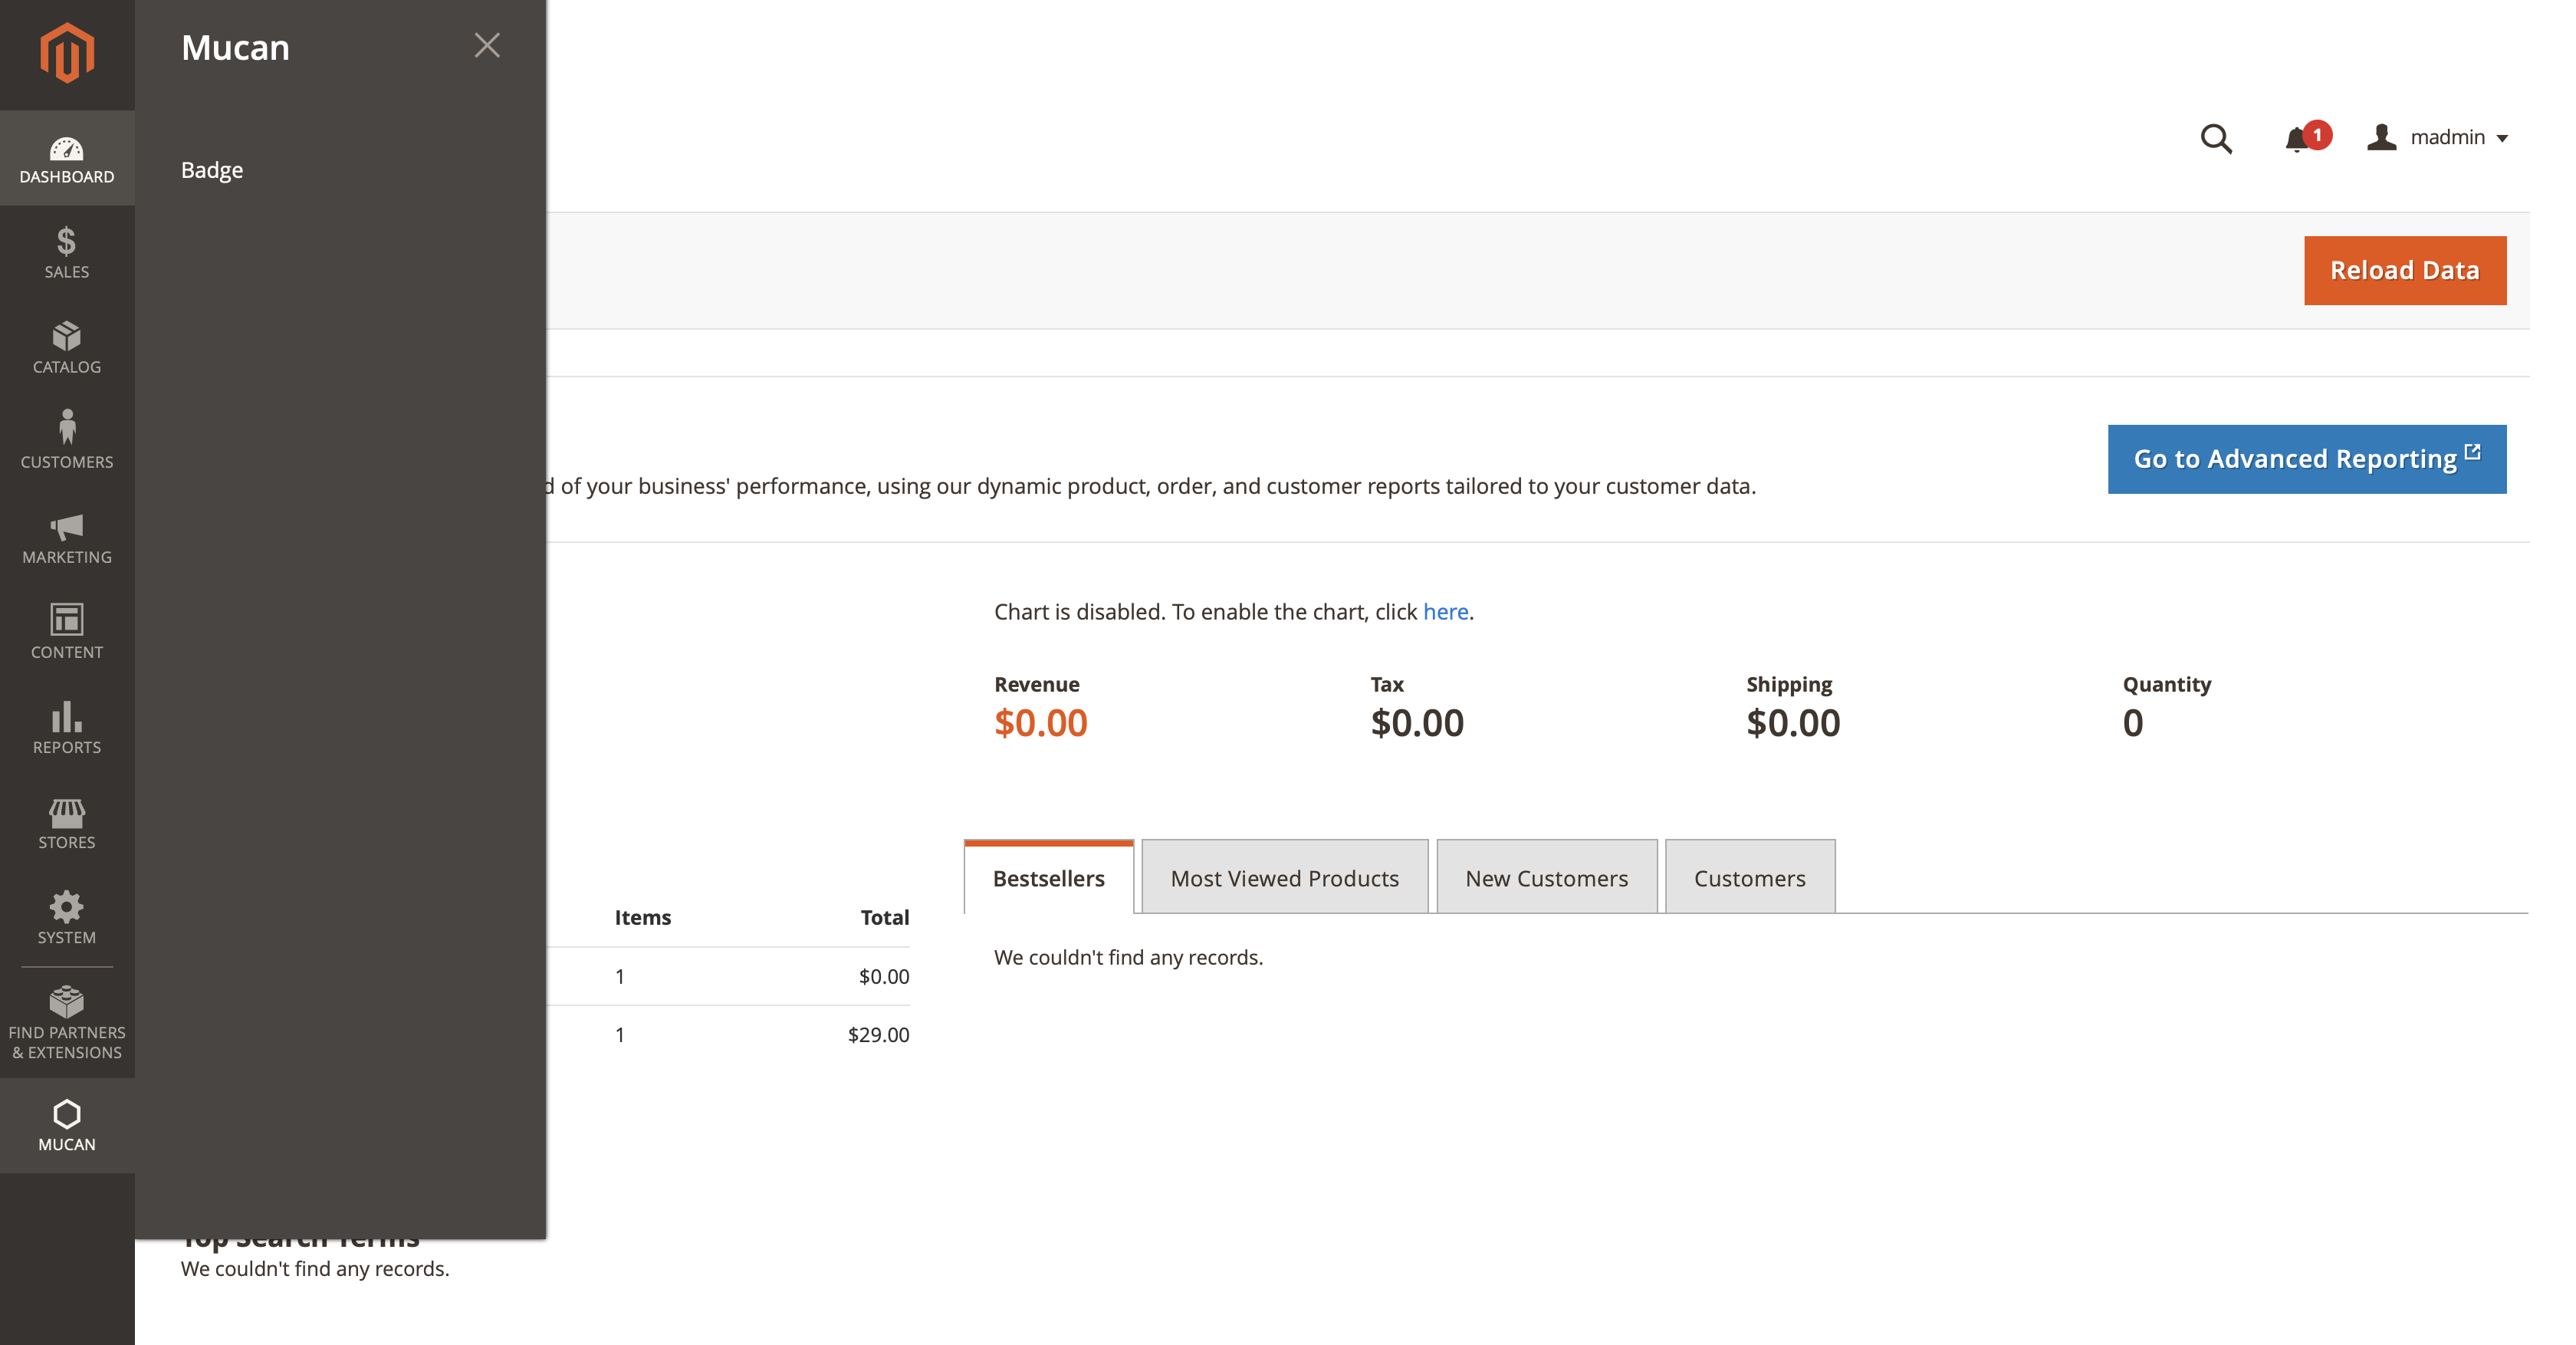 Mucan
Badge
DASHBOARD
SALES
CATALOG
CUSTOMERS
MARKETING
CONTENT
REPORTS
STORES
SYSTEM
FIND PARTNERS
& EXTENSIONS
MUCAN
1
madmin
Reload Data
of your business' performance, using our dynamic product, order, and customer reports tailored to your customer data.
Go to Advanced Reporting
Chart is disabled. To enable the chart, click here.
Revenue Tax Shipping Quantity
$0.00 $0.00 $0.00 0
Items Total
1 $0.00
1 $29.00
Bestsellers Most Viewed Products New Customers Customers
We couldn't find any records.
Top Search Terms
We couldn't find any records.